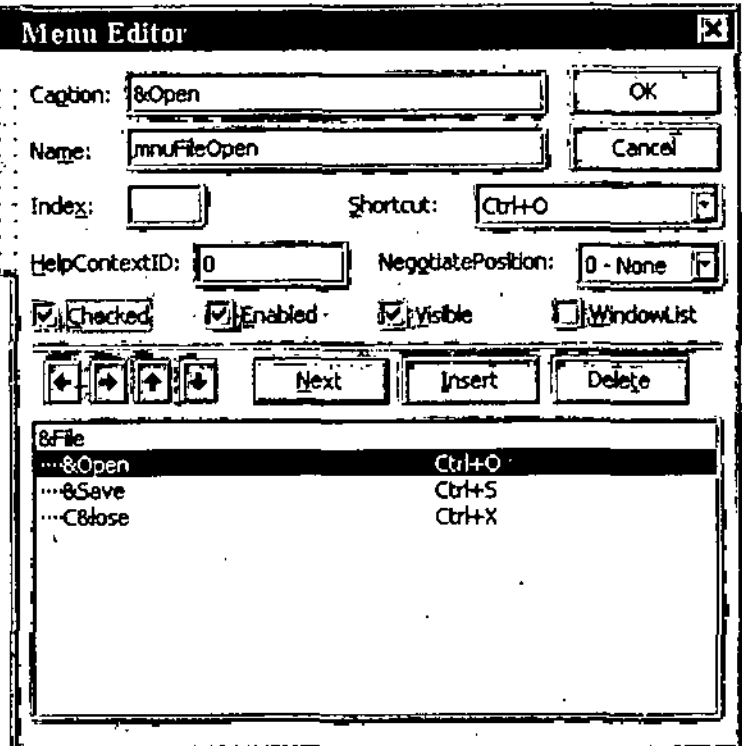 Menu Editor
Caption: &Open OK
Name: mnuFileOpen Cancel
Index: Shortcut: Ctrl+O
HelpContextID: 0 NegotiatePosition: 0 - None
Checked Enabled Visible WindowList
Next Insert Delete
&File
····&Open Ctrl+O
····&Save Ctrl+S
····C&lose Ctrl+X